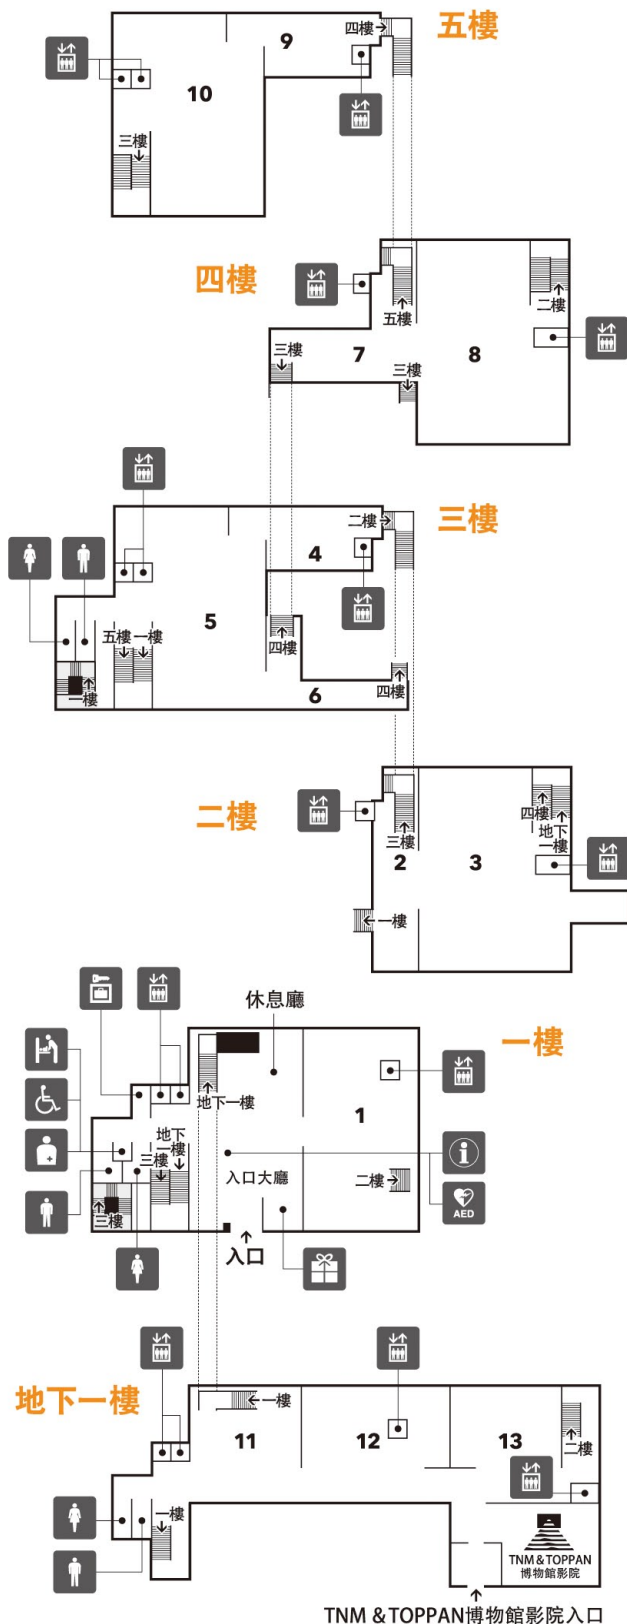 五樓
四樓
9
10
三樓
四樓
五樓
二樓
三樓
7
三樓
8
三樓
二樓
4
5
五樓
一樓
四樓
一樓
6
四樓
二樓
三樓
四樓
地下
一樓
2
3
一樓
休息廳
一樓
地下一樓
1
地下
一樓
三樓
入口大廳
二樓
三樓
AED
入口
地下一樓
一樓
11
12
13
二樓
一樓
TNM & TOPPAN
博物館影院
TNM & TOPPAN博物館影院入口